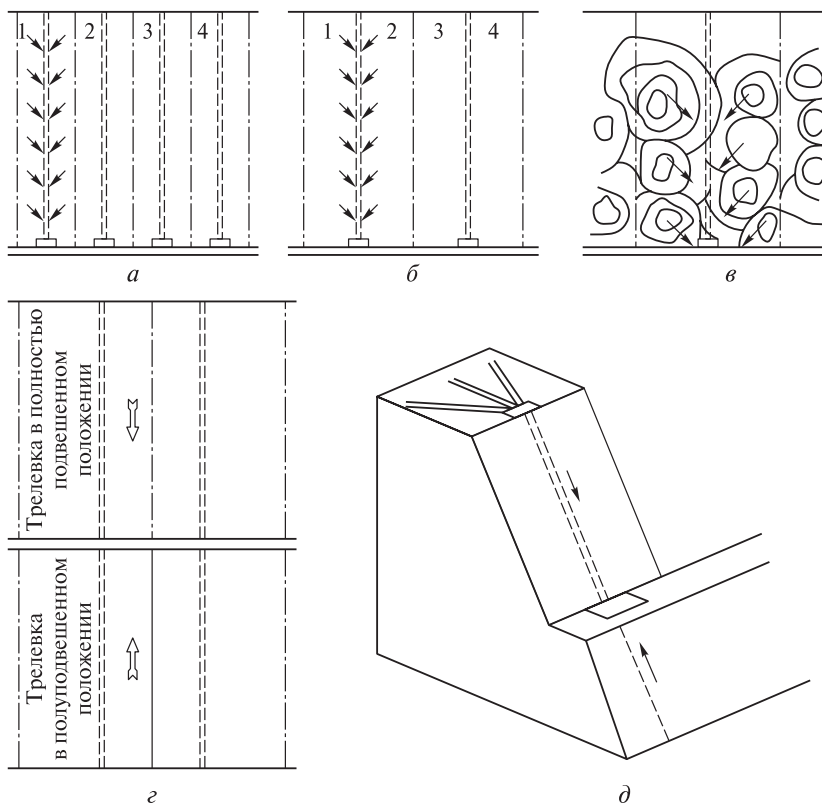 1 2 3 4
1 2 3 4
а
б
в
Трелевка в полностью
подвешенном
положении
Трелевка
в полуподвешенном
положении
г
д